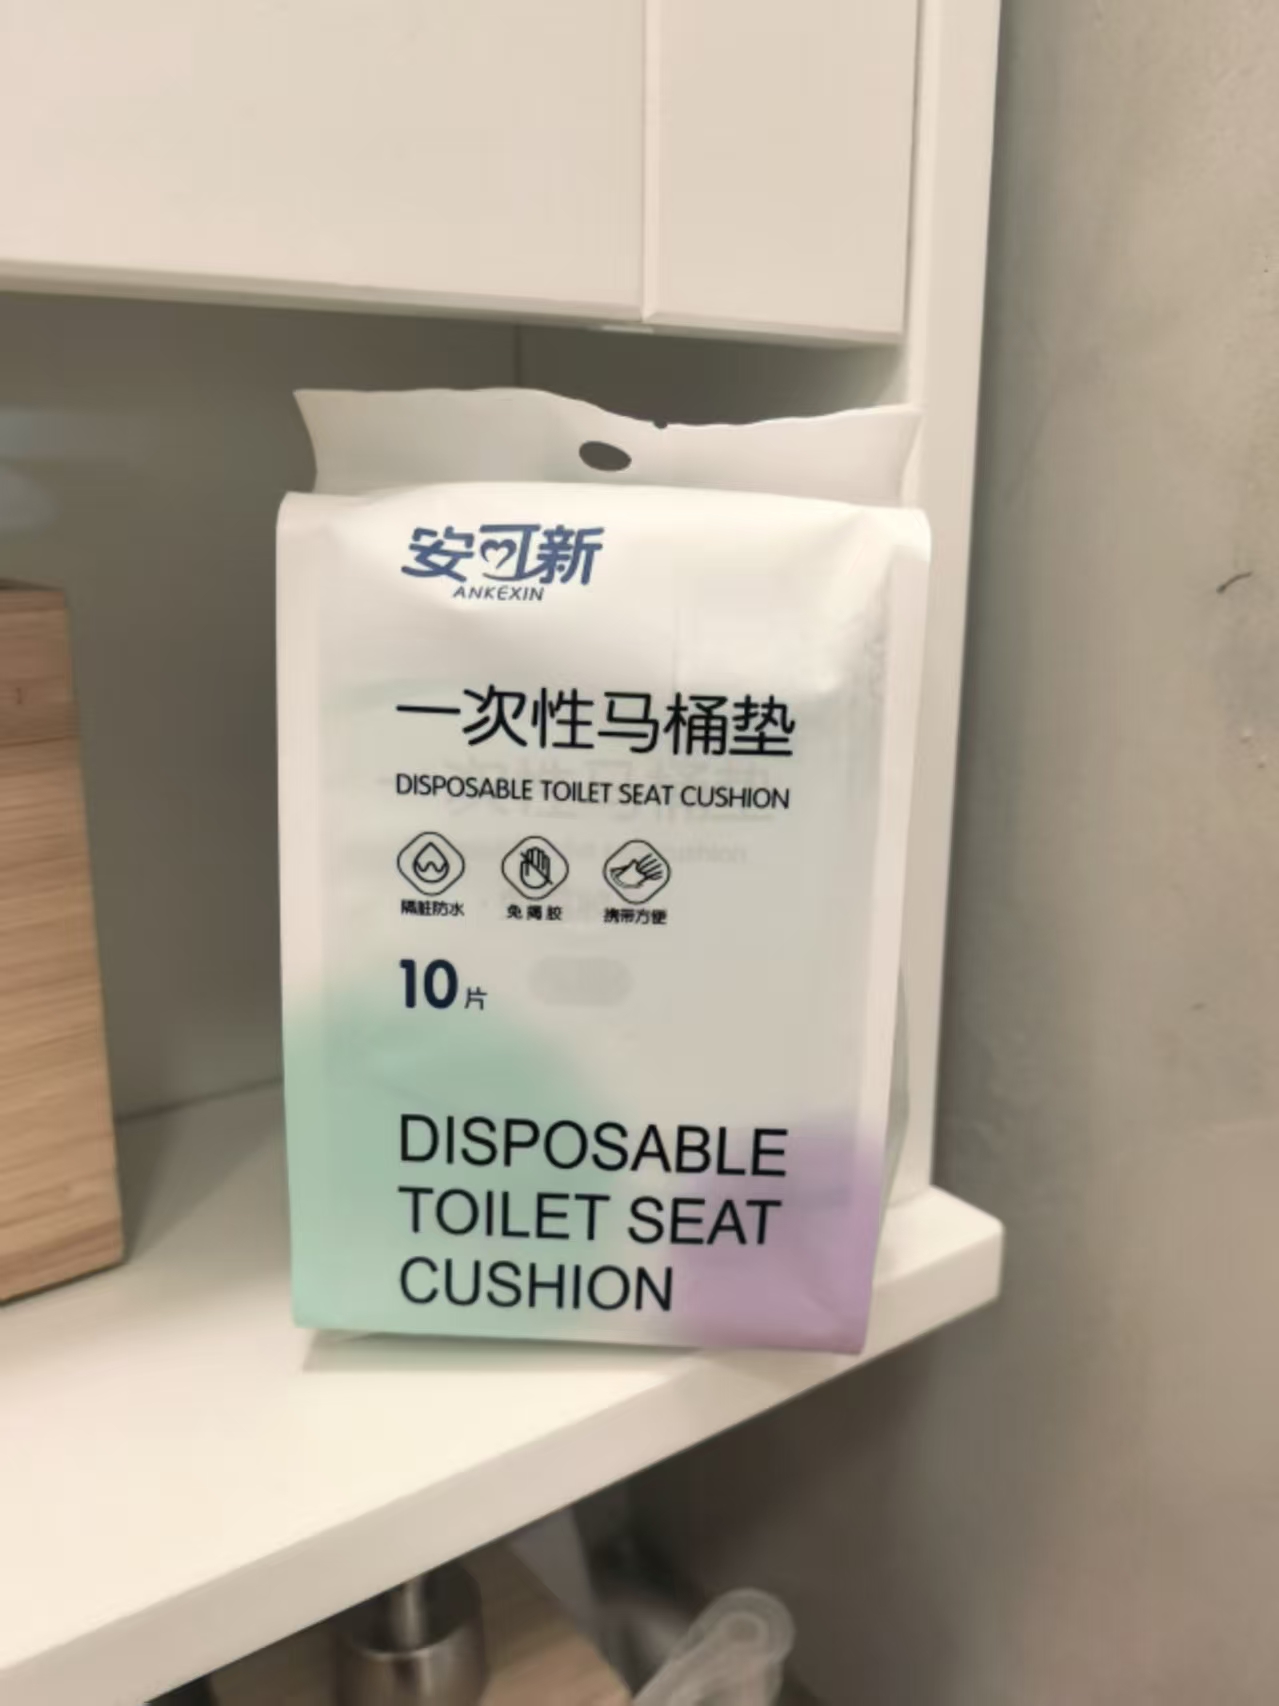 安可新
ANKEXIN
一次性马桶垫
DISPOSABLE TOILET SEAT CUSHION
隔脏防水 免撕胶 携带方便
10片
DISPOSABLE
TOILET SEAT
CUSHION